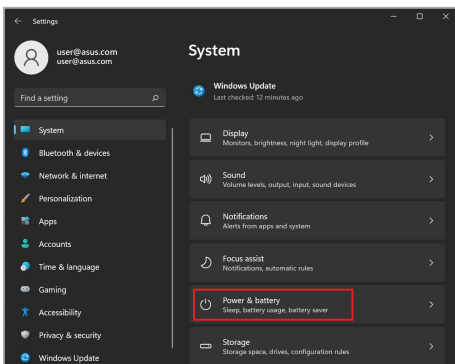 Settings
user@asus.com
user@asus.com
Find a setting
System
Bluetooth & devices
Network & internet
Personalization
Apps
Accounts
Time & language
Gaming
Accessibility
Privacy & security
Windows Update
System
Windows Update
Last checked: 12 minutes ago
Display
Monitors, brightness, night light, display profile
Sound
Volume levels, output, input, sound devices
Notifications
Alerts from apps and system
Focus assist
Notifications, automatic rules
Power & battery
Sleep, battery usage, battery saver
Storage
Storage space, drives, configuration rules